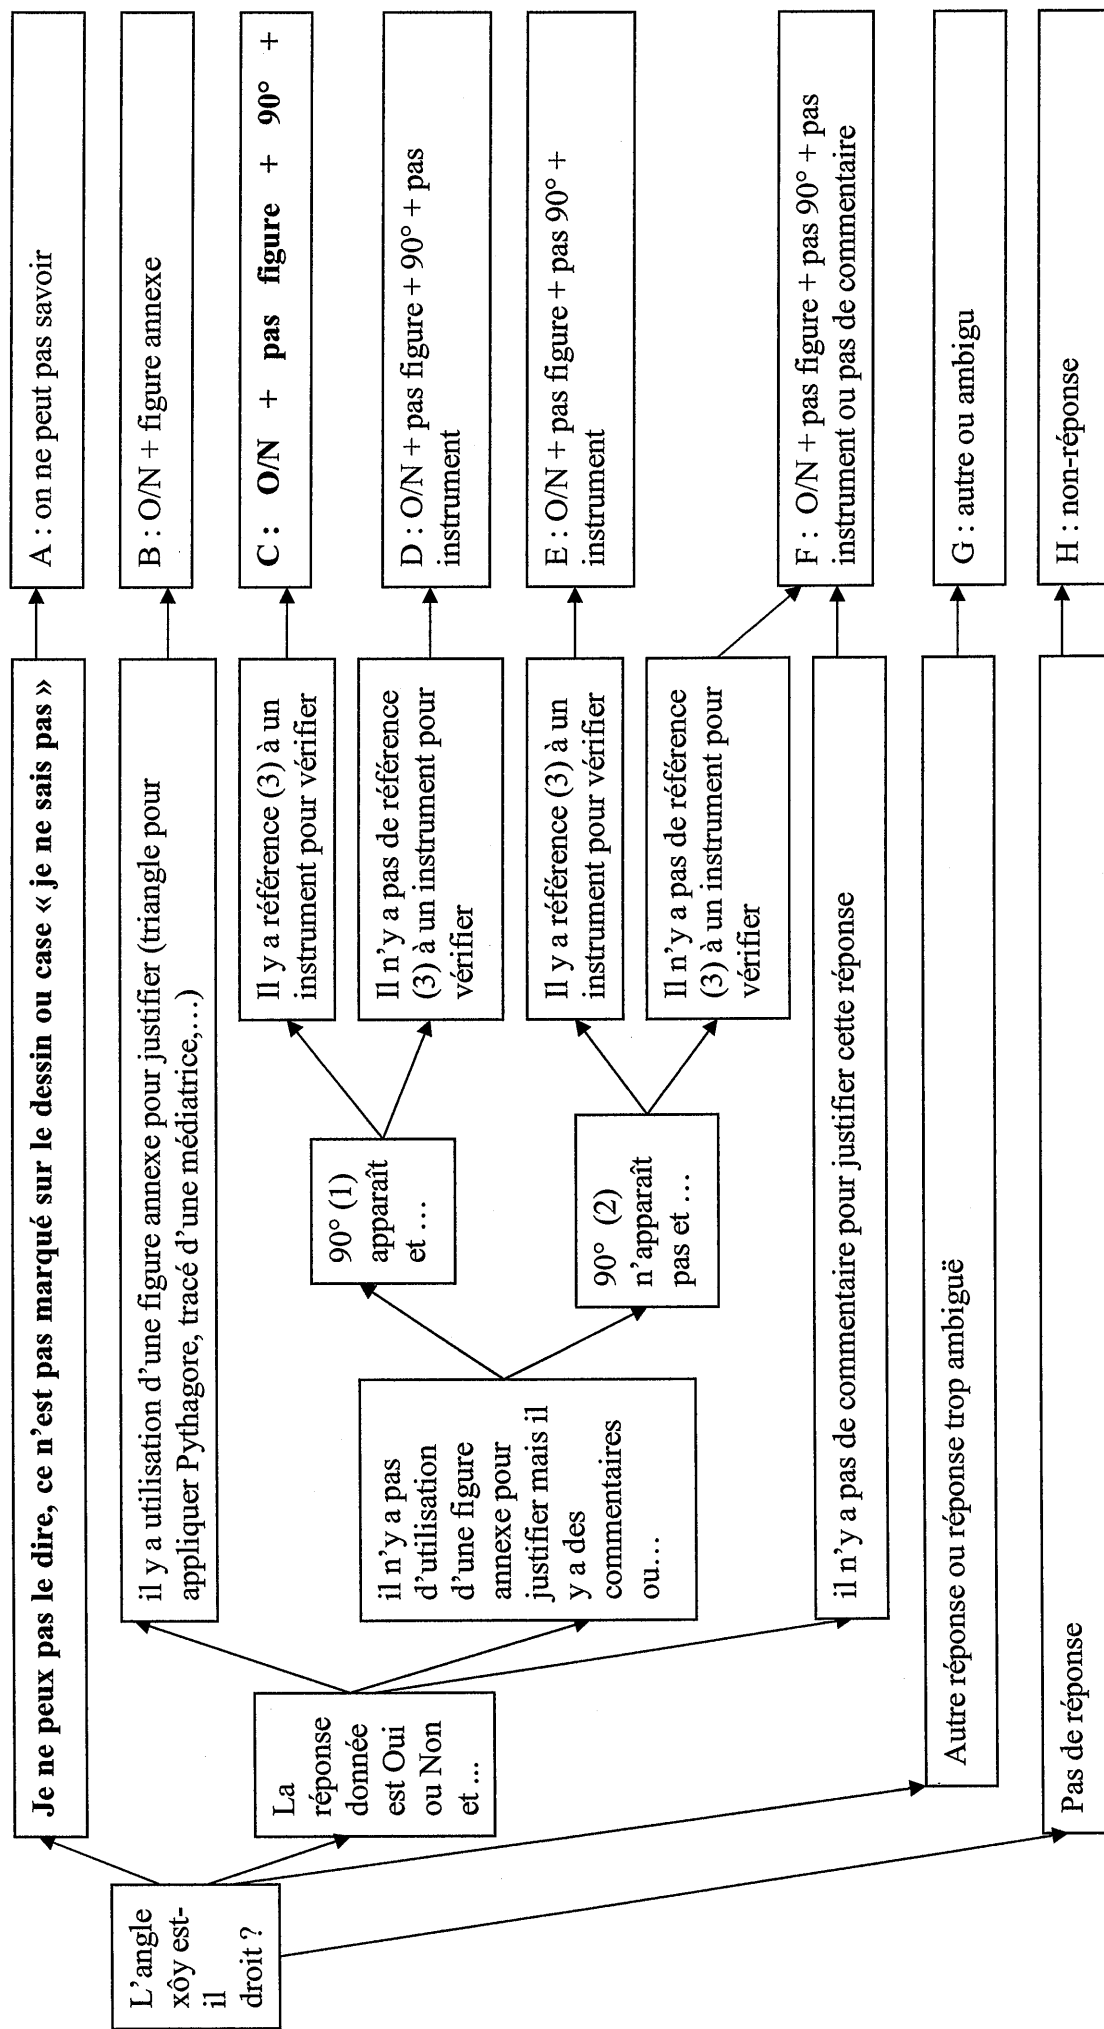 L'angle
xôy est-
il
droit ?
Je ne peux pas le dire, ce n'est pas marqué sur le dessin ou case « je ne sais pas »
La
réponse
donnée
est Oui
ou Non
et ...
Autre réponse ou réponse trop ambiguë
Pas de réponse
il y a utilisation d'une figure annexe pour justifier (triangle pour
appliquer Pythagore, tracé d'une médiatrice,…)
il n'y a pas
d'utilisation
d'une figure
annexe pour
justifier mais il
y a des
commentaires
ou…
il n'y a pas de commentaire pour justifier cette réponse
90° (1)
apparaît
et …
90° (2)
n'apparaît
pas et …
Il y a référence (3) à un
instrument pour vérifier
Il n'y a pas de référence
(3) à un instrument pour
vérifier
Il y a référence (3) à un
instrument pour vérifier
Il n'y a pas de référence
(3) à un instrument pour
vérifier
A : on ne peut pas savoir
B : O/N + figure annexe
C : O/N + pas figure + 90° +
D : O/N + pas figure + 90° + pas
instrument
E : O/N + pas figure + pas 90° +
instrument
F : O/N + pas figure + pas 90° + pas
instrument ou pas de commentaire
G : autre ou ambigu
H : non-réponse